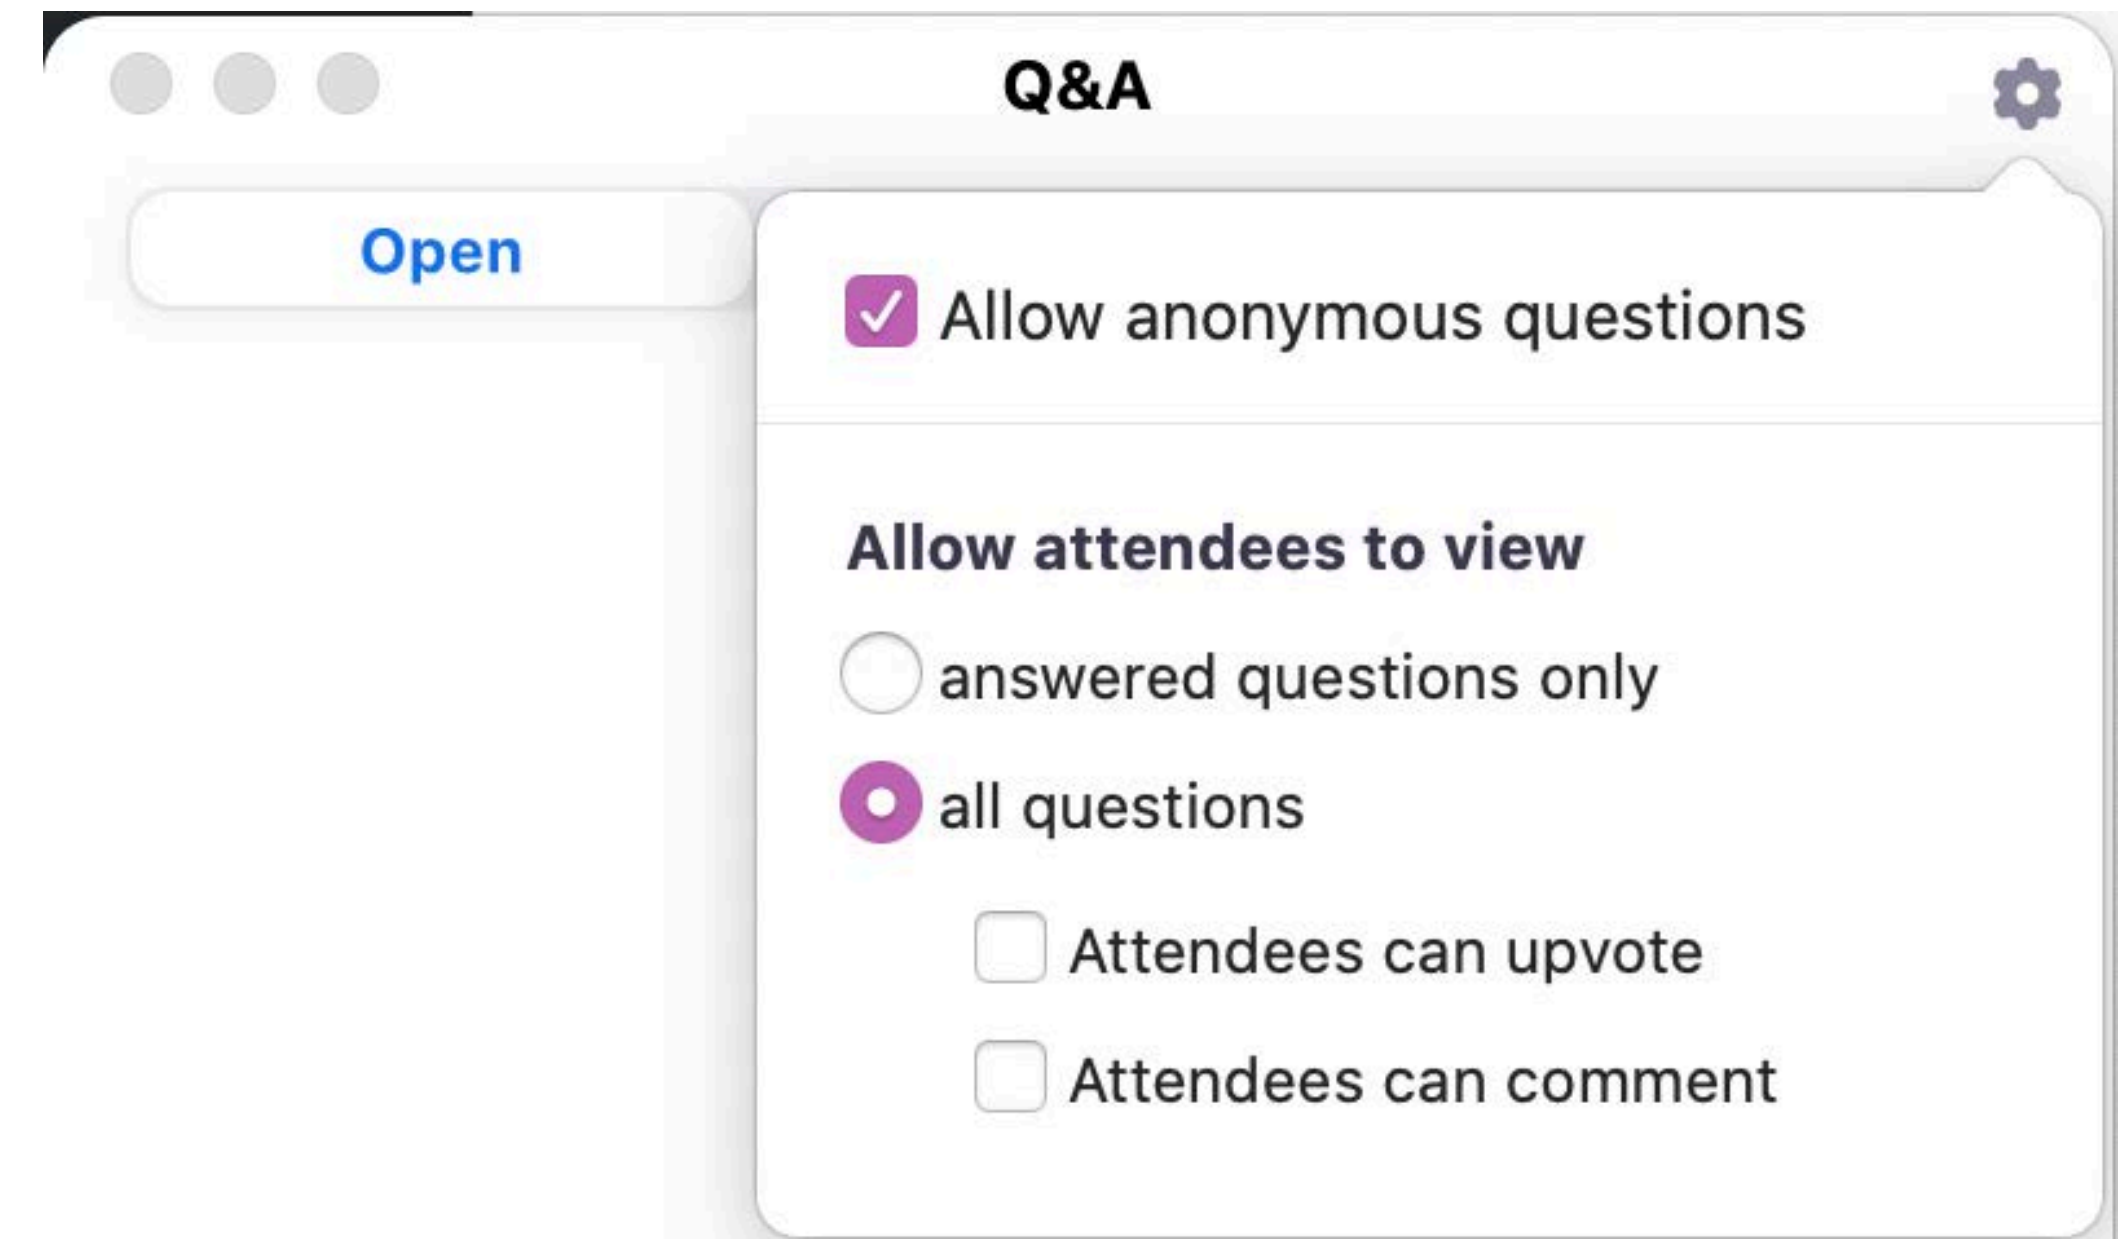 Q&A
Open
Allow anonymous questions
Allow attendees to view
answered questions only
all questions
Attendees can upvote
Attendees can comment